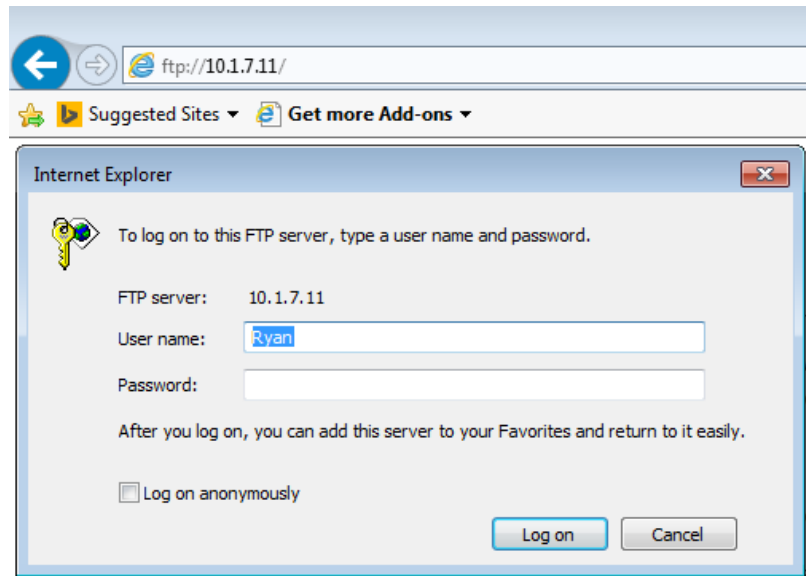 ftp://10.1.7.11/
Suggested Sites Get more Add-ons
Internet Explorer
To log on to this FTP server, type a user name and password.
FTP server: 10.1.7.11
User name: Ryan
Password:
After you log on, you can add this server to your Favorites and return to it easily.
Log on anonymously
Log on Cancel